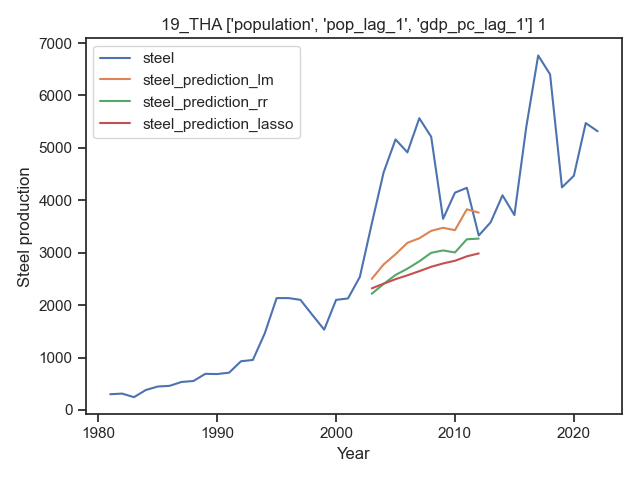 19_THA ['population', 'pop_lag_1', 'gdp_pc_lag_1'] 1
steel
steel_prediction_lm
steel_prediction_rr
steel_prediction_lasso
7000
6000
5000
4000
3000
2000
1000
0
Steel production
1980
1990
2000
2010
2020
Year